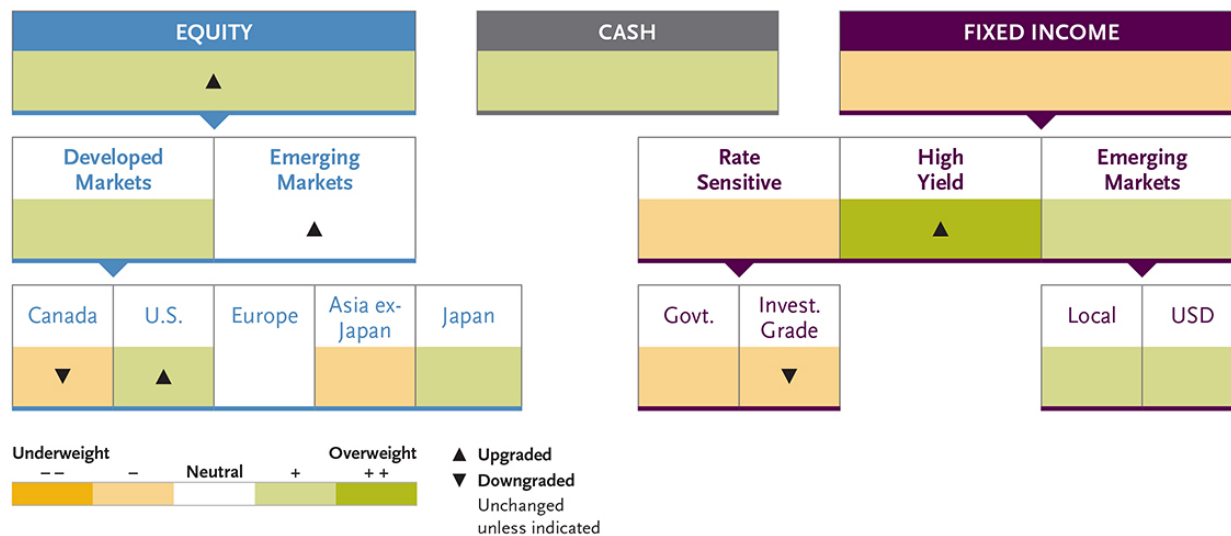 EQUITY
CASH
FIXED INCOME
▲
Developed
Markets
Emerging
Markets
▲
Rate
Sensitive
High
Yield
▲
Emerging
Markets
Canada
▼
U.S.
▲
Europe
Asia ex-
Japan
Japan
Govt.
Invest.
Grade
▼
Local
USD
Underweight
Overweight
– –
–
Neutral
+
+ +
▲ Upgraded
▼ Downgraded
Unchanged
unless indicated